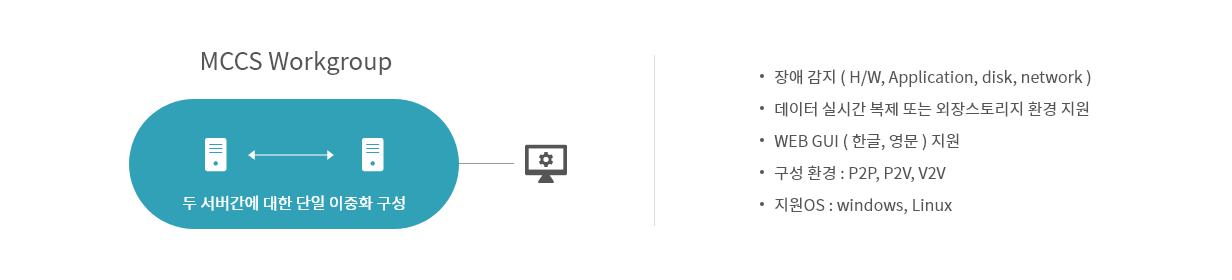 MCCS Workgroup
두 서버간에 대한 단일 이중화 구성
• 장애 감지 ( H/W, Application, disk, network )
• 데이터 실시간 복제 또는 외장스토리지 환경 지원
• WEB GUI ( 한글, 영문 ) 지원
• 구성 환경 : P2P, P2V, V2V
• 지원OS : windows, Linux